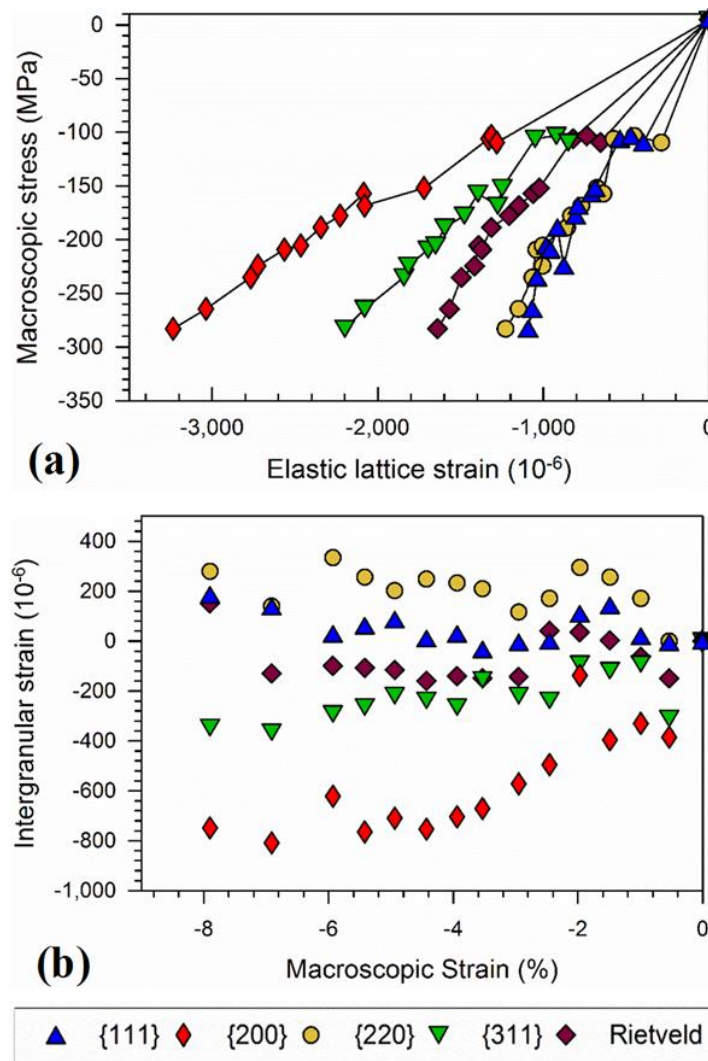 0
-50
-100
-150
-200
-250
-300
-350
Macroscopic stress (MPa)
-3,000 -2,000 -1,000 0
(a)
Elastic lattice strain (10⁻⁶)
400
200
0
-200
-400
-600
-800
-1,000
Intergranular strain (10⁻⁶)
-8 -6 -4 -2 0
(b)
Macroscopic Strain (%)
{111} {200} {220} {311} Rietveld